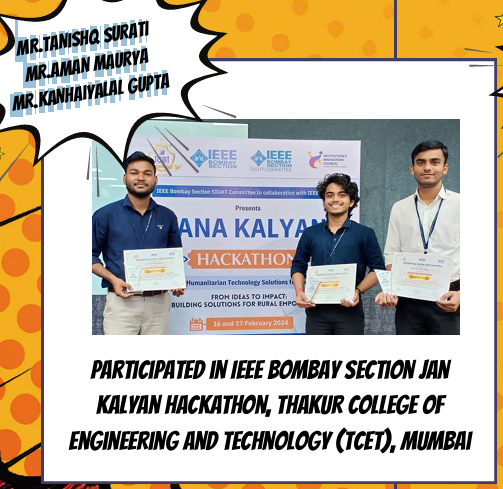 MR.TANISHQ SURATI
MR.AMAN MAURYA
MR.KANHAIYALAL GUPTA
IEEE
BOMBAY
SECTION
IEEE
BOMBAY SECTION
SIGHT COMMITTEE
INSTITUTION'S
INNOVATION
COUNCIL
IEEE Bombay Section SIGHT Committee In collaboration with IEEE
Presents
ANA KALYAN
HACKATHON
Humanitarian Technology Solutions fo
FROM IDEAS TO IMPACT:
BUILDING SOLUTIONS FOR RURAL EMPO
16 and 17 February 2024
PARTICIPATED IN IEEE BOMBAY SECTION JAN
KALYAN HACKATHON, THAKUR COLLEGE OF
ENGINEERING AND TECHNOLOGY (TCET), MUMBAI